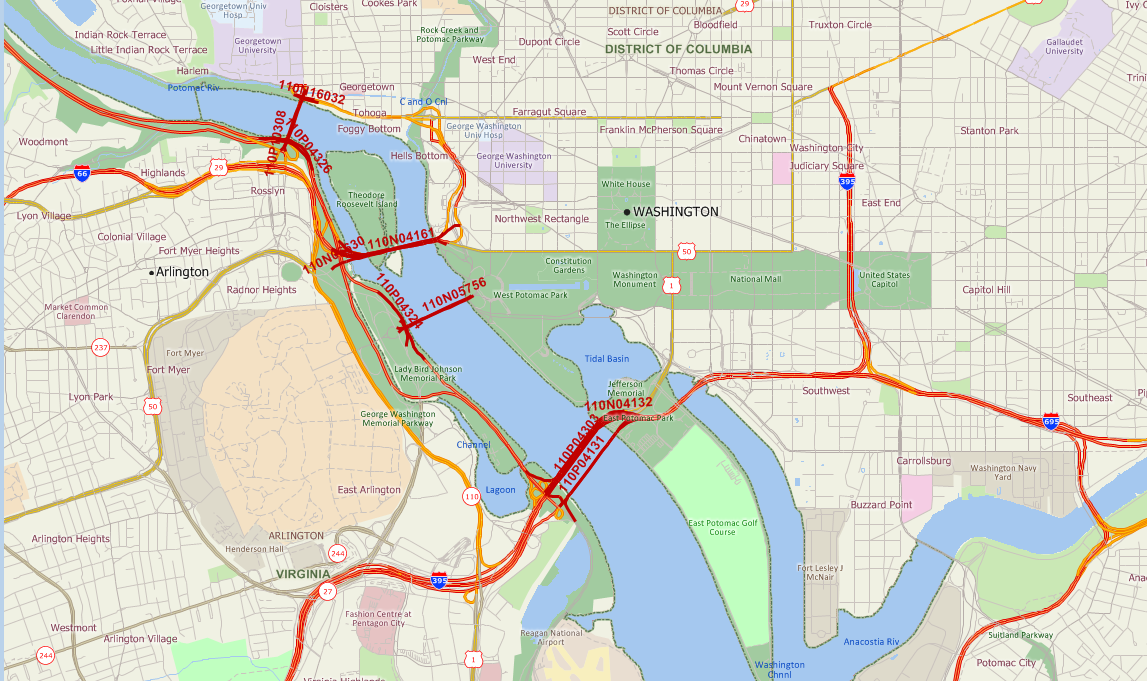 Georgetown
Univ Hosp
Cloisters
Cookes Park
DISTRICT OF COLUMBIA
29
Bloodfield
Truxton Circle
Indian Rock Terrace
Little Indian Rock Terrace
Georgetown
University
Rock Creek and
Potomac Parkway
Scott Circle
Dupont Circle
DISTRICT OF COLUMBIA
Gallaudet
University
West End
Thomas Circle
Harlem
Potomac Riv
Georgetown
Mount Vernon Square
110N16032
C and O Cnl
Tohoga
Farragut Square
Foggy Bottom
George Washington
Univ Hosp
Franklin McPherson Square
Stanton Park
Chinatown
Woodmont
110P10308
110P04326
Hells Bottom
George Washington
University
Washington City
Judiciary Square
66
Highlands
29
395
Rosslyn
Theodore
Roosevelt Island
White House
WASHINGTON
East End
Lyon Village
Northwest Rectangle
The Ellipse
Colonial Village
Fort Myer Heights
110N04161
50
Arlington
Constitution
Gardens
Washington
Monument
National Mall
United States
Capitol
Radnor Heights
110N05756
1
Capitol Hill
West Potomac Park
Market Common
Clarendon
237
Fort Myer
Fort Myer
Tidal Basin
Lady Bird Johnson
Memorial Park
Jefferson
Memorial
Southwest
Lyon Park
50
110N04132
Southeast
George Washington
Memorial Parkway
East Potomac Park
695
Channel
110P04303
110P04131
Carrollsburg
Washington Navy
Yard
East Arlington
110
Lagoon
Buzzard Point
East Potomac Golf
Course
Arlington Heights
ARLINGTON
Henderson Hall
244
Fort Lesley J
McNair
VIRGINIA
395
27
Fashion Centre at
Pentagon City
Westmont
Arlington Village
Reagan National
Airport
Anacostia Riv
Suitland Parkway
244
1
Washington
Chnnl
Potomac City
Virginia Highlands